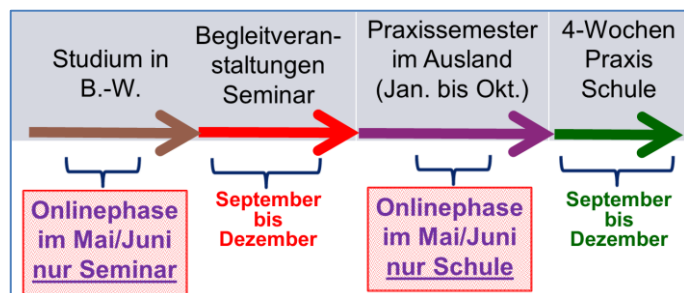 Studium in
B.-W.
Begleitveran-
staltungen
Seminar
Praxissemester
im Ausland
(Jan. bis Okt.)
4-Wochen
Praxis
Schule
Onlinephase
im Mai/Juni
nur Seminar
September
bis
Dezember
Onlinephase
im Mai/Juni
nur Schule
September
bis
Dezember